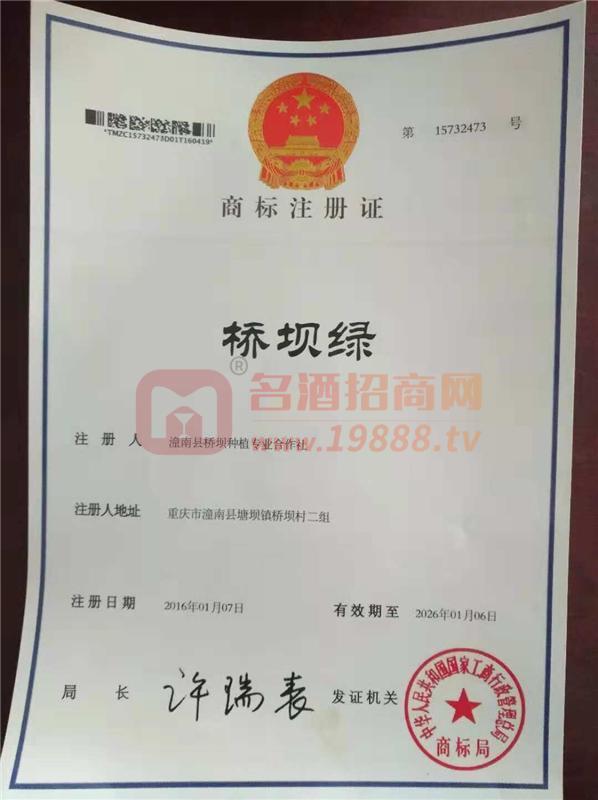 *TMZC15732473D01T160419*
第 15732473 号
商标注册证
桥坝绿
®
名酒招商网
www.19888.tv
注册人 潼南县桥坝种植专业合作社
注册人地址 重庆市潼南县塘坝镇桥坝村二组
注册日期 2016年01月07日 有效期至 2026年01月06日
局长 许瑞表 发证机关
中华人民共和国国家工商行政管理总局
商标局